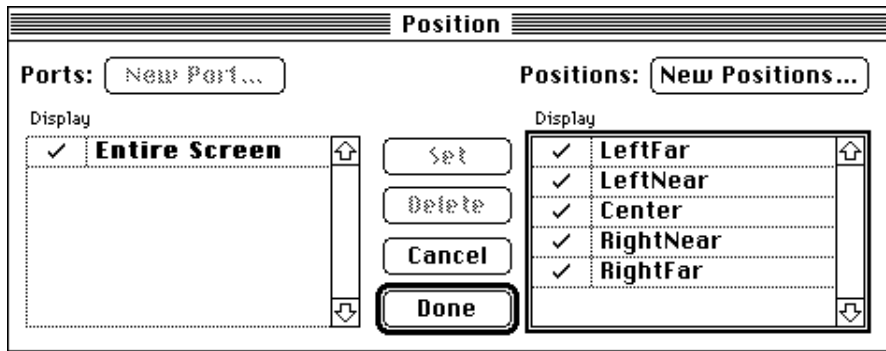 Position
Ports: New Port... Positions: New Positions...
Display Display
✓ Entire Screen Set ✓ LeftFar
✓ LeftNear
Delete ✓ Center
Cancel ✓ RightNear
✓ RightFar
Done